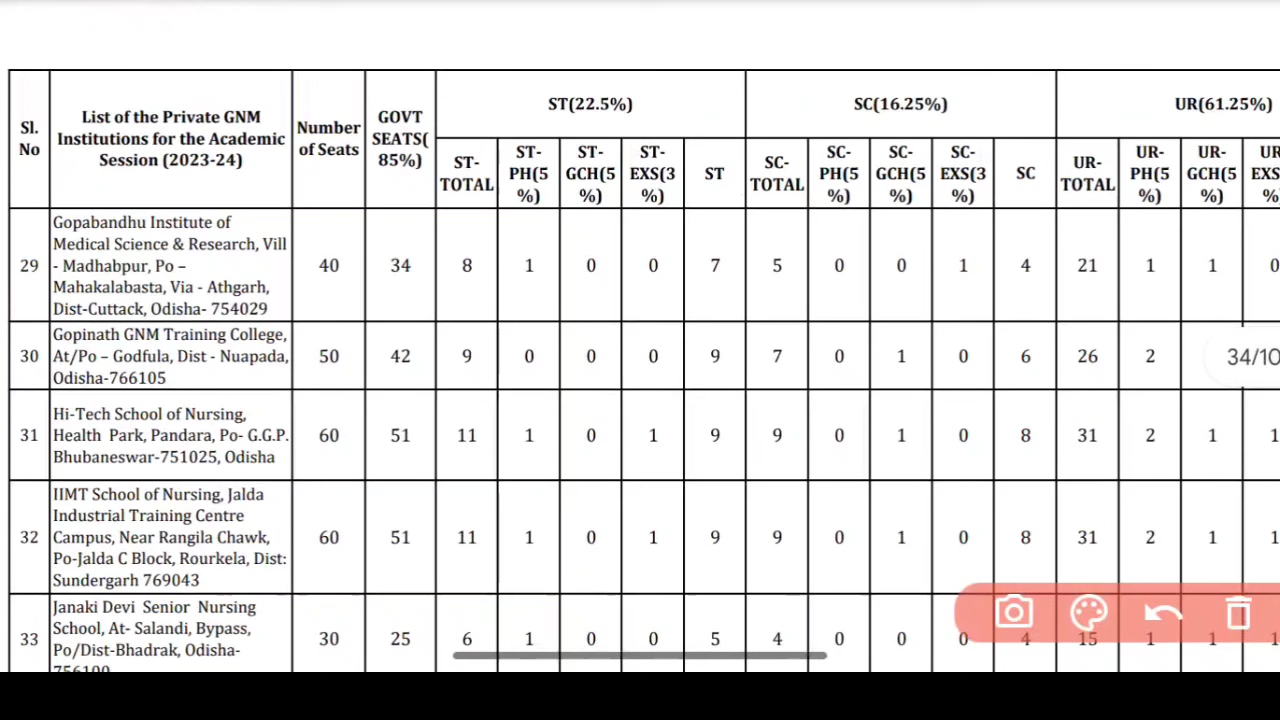 ST(22.5%) SC(16.25%) UR(61.25%)
Sl. No
List of the Private GNM
Institutions for the Academic
Session (2023-24)
Number
of Seats
GOVT
SEATS(
85%)
ST-
TOTAL
ST-
PH(5
%)
ST-
GCH(5
%)
ST-
EXS(3
%)
ST
SC-
TOTAL
SC-
PH(5
%)
SC-
GCH(5
%)
SC-
EXS(3
%)
SC
UR-
TOTAL
UR-
PH(5
%)
UR-
GCH(5
%)
UR
EXS
%
29
Gopabandhu Institute of
Medical Science & Research, Vill
- Madhabpur, Po –
Mahakalabasta, Via - Athgarh,
Dist-Cuttack, Odisha- 754029
40 34 8 1 0 0 7 5 0 0 1 4 21 1 1 0
30
Gopinath GNM Training College,
At/Po – Godfula, Dist - Nuapada,
Odisha-766105
50 42 9 0 0 0 9 7 0 1 0 6 26 2
34/10
31
Hi-Tech School of Nursing,
Health Park, Pandara, Po- G.G.P.
Bhubaneswar-751025, Odisha
60 51 11 1 0 1 9 9 0 1 0 8 31 2 1 1
32
IIMT School of Nursing, Jalda
Industrial Training Centre
Campus, Near Rangila Chawk,
Po-Jalda C Block, Rourkela, Dist:
Sundergarh 769043
60 51 11 1 0 1 9 9 0 1 0 8 31 2 1 1
33
Janaki Devi Senior Nursing
School, At- Salandi, Bypass,
Po/Dist-Bhadrak, Odisha-
756100
30 25 6 1 0 0 5 4 0 0 0 4 15 1 1 1